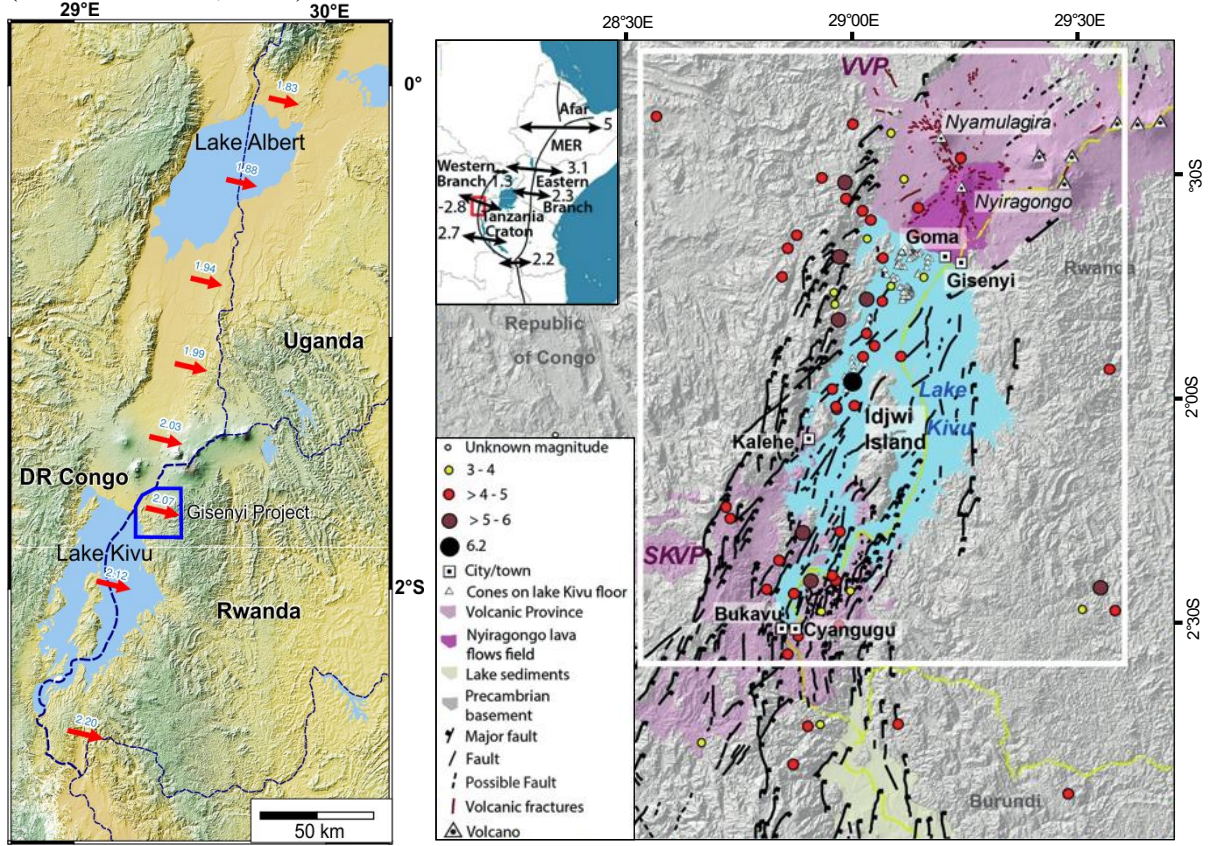 29°E
30°E
0°
1.83
Lake Albert
1.88
1.94
1.99
Uganda
2.03
DR Congo
2.07
Gisenyi Project
Lake Kivu
2.12
2°S
Rwanda
2.20
50 km
28°30E
29°00E
29°30E
Afar
5
MER
Western
Branch
1.3
3.1
Eastern
2.3
Branch
-2.8
Tanzania
Craton
2.7
2.2
VVP
Nyamulagira
Nyiragongo
Goma
Gisenyi
Rwanda
°30S
Republic
of Congo
Lake
Kivu
Idjwi
Island
Kalehe
2°00S
SKVP
Bukavu
Cyangugu
2°30S
Burundi
Unknown magnitude
3 - 4
> 4 - 5
> 5 - 6
6.2
City/town
Cones on lake Kivu floor
Volcanic Province
Nyiragongo lava
flows field
Lake sediments
Precambrian
basement
Major fault
Fault
Possible Fault
Volcanic fractures
Volcano